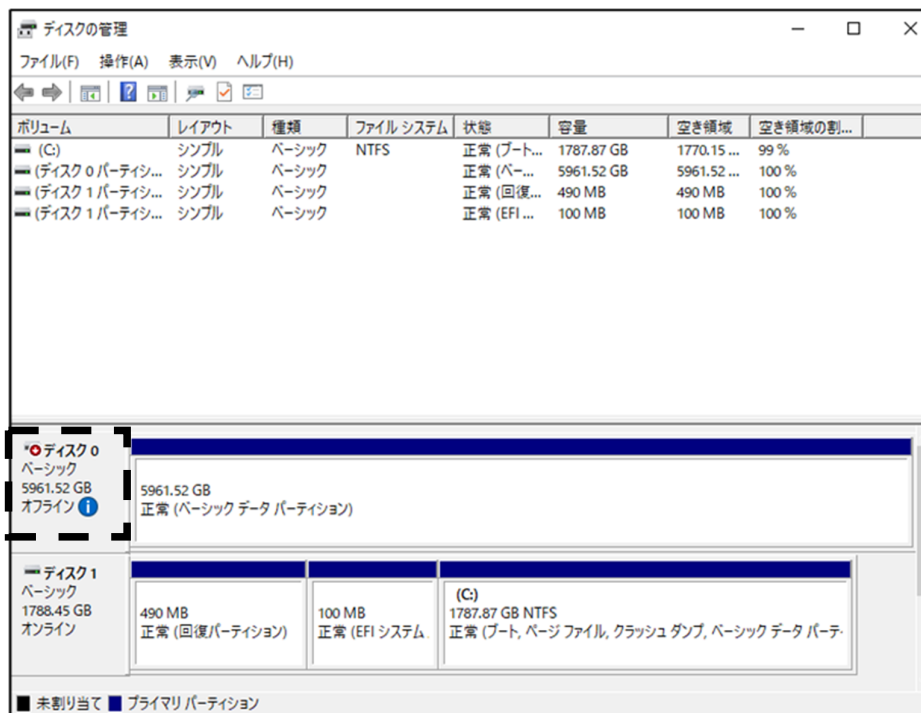 ディスクの管理
ファイル(F) 操作(A) 表示(V) ヘルプ(H)
ボリューム レイアウト 種類 ファイル システム 状態 容量 空き領域 空き領域の割...
(C:) シンプル ベーシック NTFS 正常 (ブート... 1787.87 GB 1770.15 ... 99 %
(ディスク 0 パーティシ... シンプル ベーシック 正常 (ベー... 5961.52 GB 5961.52 ... 100 %
(ディスク 1 パーティシ... シンプル ベーシック 正常 (回復... 490 MB 490 MB 100 %
(ディスク 1 パーティシ... シンプル ベーシック 正常 (EFI ... 100 MB 100 MB 100 %
ディスク 0
ベーシック
5961.52 GB
オフライン
5961.52 GB
正常 (ベーシック データ パーティション)
ディスク 1
ベーシック
1788.45 GB
オンライン
490 MB
正常 (回復パーティション)
100 MB
正常 (EFI システム
(C:)
1787.87 GB NTFS
正常 (ブート, ページ ファイル, クラッシュ ダンプ, ベーシック データ パーテ
未割り当て プライマリ パーティション